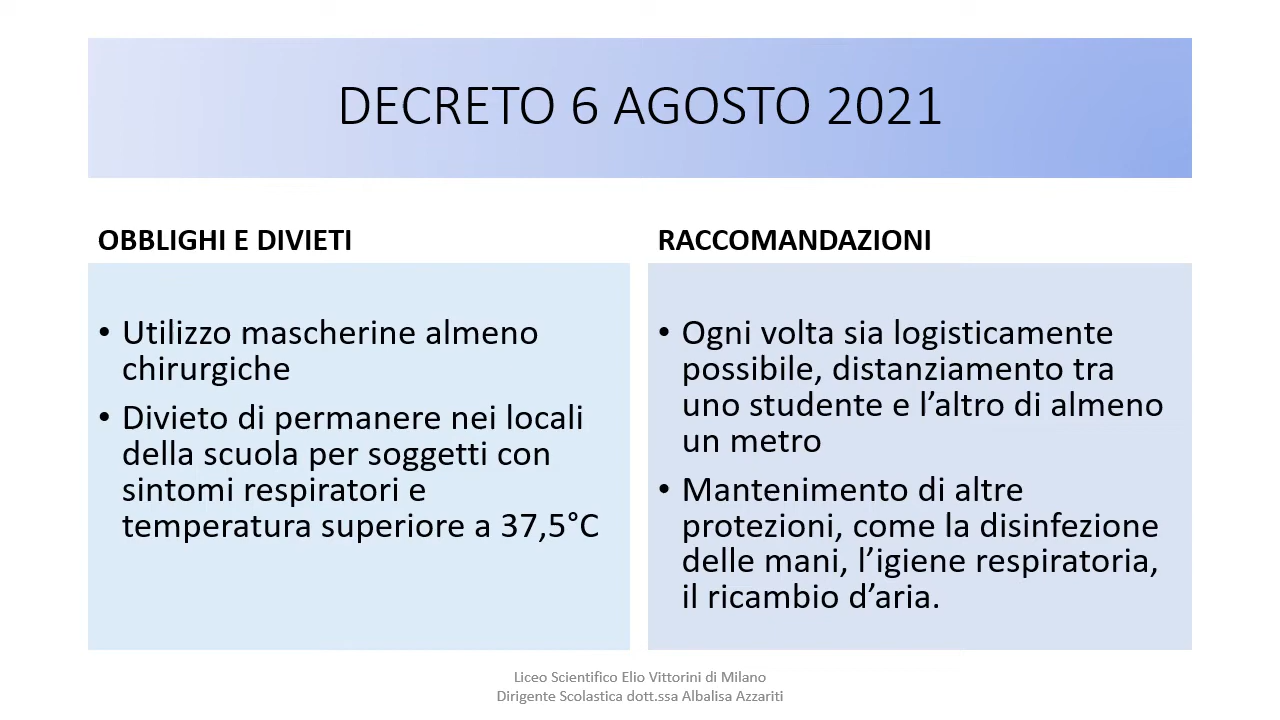 DECRETO 6 AGOSTO 2021
OBBLIGHI E DIVIETI
• Utilizzo mascherine almeno
chirurgiche
• Divieto di permanere nei locali
della scuola per soggetti con
sintomi respiratori e
temperatura superiore a 37,5°C
RACCOMANDAZIONI
• Ogni volta sia logisticamente
possibile, distanziamento tra
uno studente e l’altro di almeno
un metro
• Mantenimento di altre
protezioni, come la disinfezione
delle mani, l’igiene respiratoria,
il ricambio d’aria.
Liceo Scientifico Elio Vittorini di Milano
Dirigente Scolastica dott.ssa Albalisa Azzariti